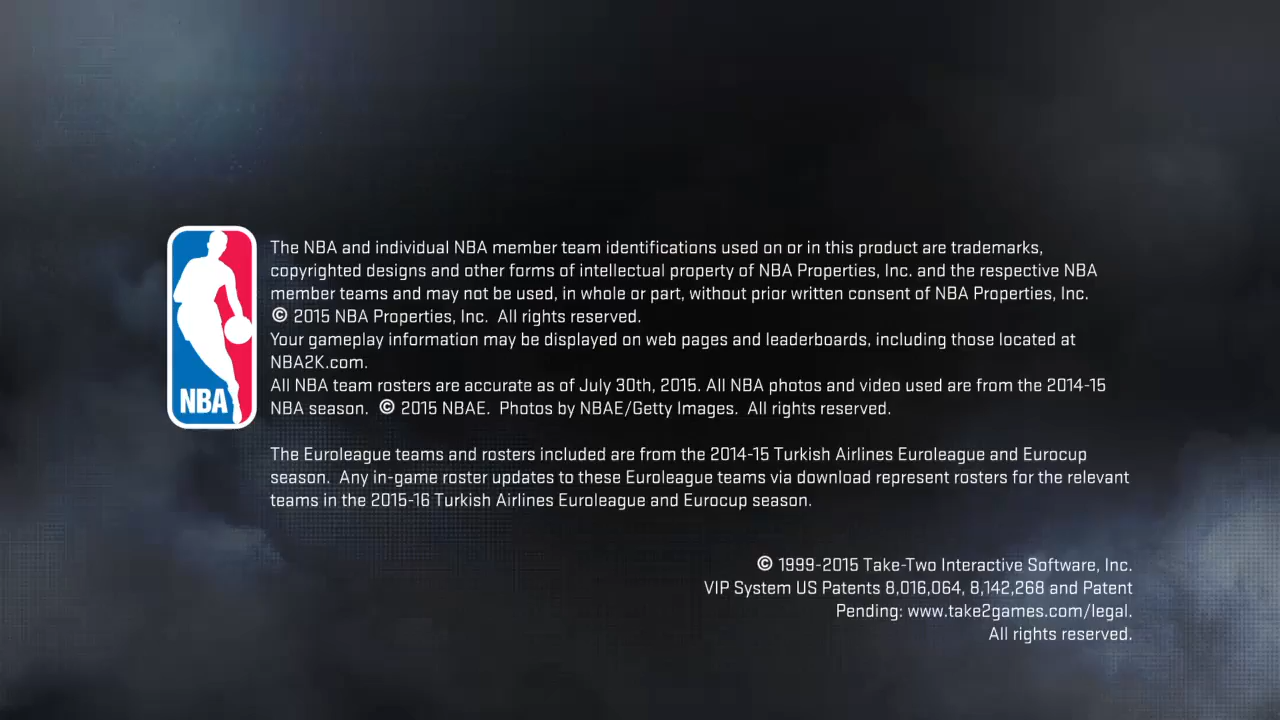 The NBA and individual NBA member team identifications used on or in this product are trademarks,
copyrighted designs and other forms of intellectual property of NBA Properties, Inc. and the respective NBA
member teams and may not be used, in whole or part, without prior written consent of NBA Properties, Inc.
© 2015 NBA Properties, Inc.  All rights reserved.
Your gameplay information may be displayed on web pages and leaderboards, including those located at
NBA2K.com.
All NBA team rosters are accurate as of July 30th, 2015. All NBA photos and video used are from the 2014-15
NBA season.  © 2015 NBAE.  Photos by NBAE/Getty Images.  All rights reserved.
NBA
The Euroleague teams and rosters included are from the 2014-15 Turkish Airlines Euroleague and Eurocup
season.  Any in-game roster updates to these Euroleague teams via download represent rosters for the relevant
teams in the 2015-16 Turkish Airlines Euroleague and Eurocup season.
© 1999-2015 Take-Two Interactive Software, Inc.
VIP System US Patents 8,016,064, 8,142,268 and Patent
Pending: www.take2games.com/legal.
All rights reserved.